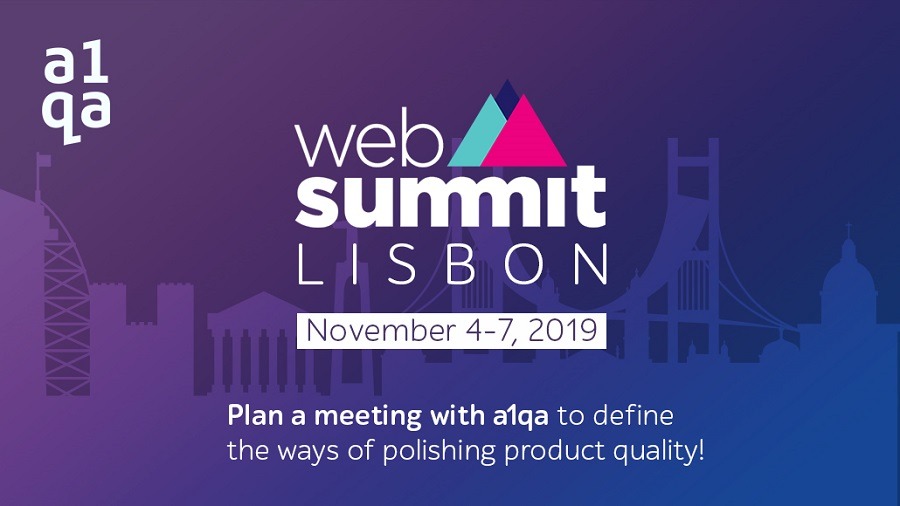 a1
qa
web
summit
LISBON
November 4-7, 2019
Plan a meeting with a1qa to define
the ways of polishing product quality!